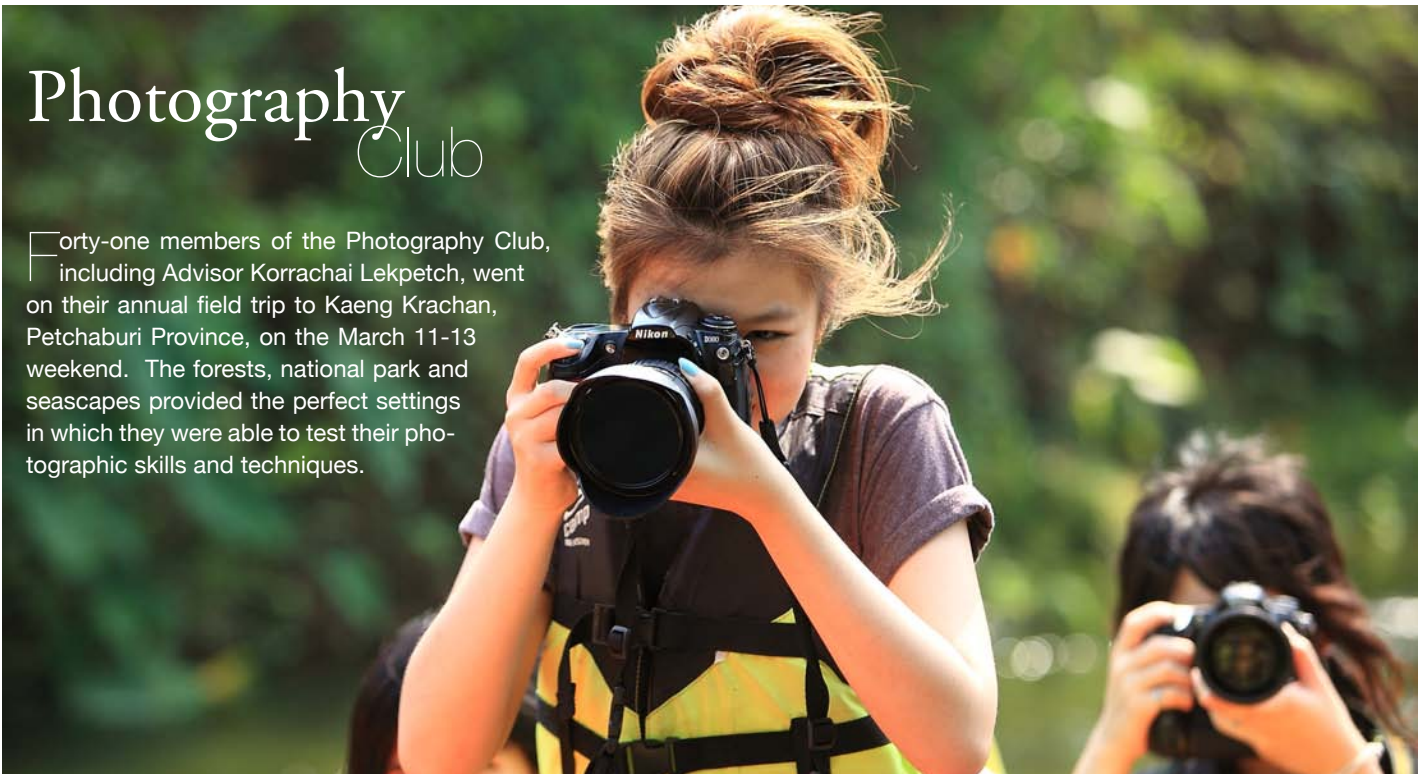 Photography
Club
Forty-one members of the Photography Club,
including Advisor Korrachai Lekpetch, went
on their annual field trip to Kaeng Krachan,
Petchaburi Province, on the March 11-13
weekend. The forests, national park and
seascapes provided the perfect settings
in which they were able to test their pho-
tographic skills and techniques.
Nikon
camp